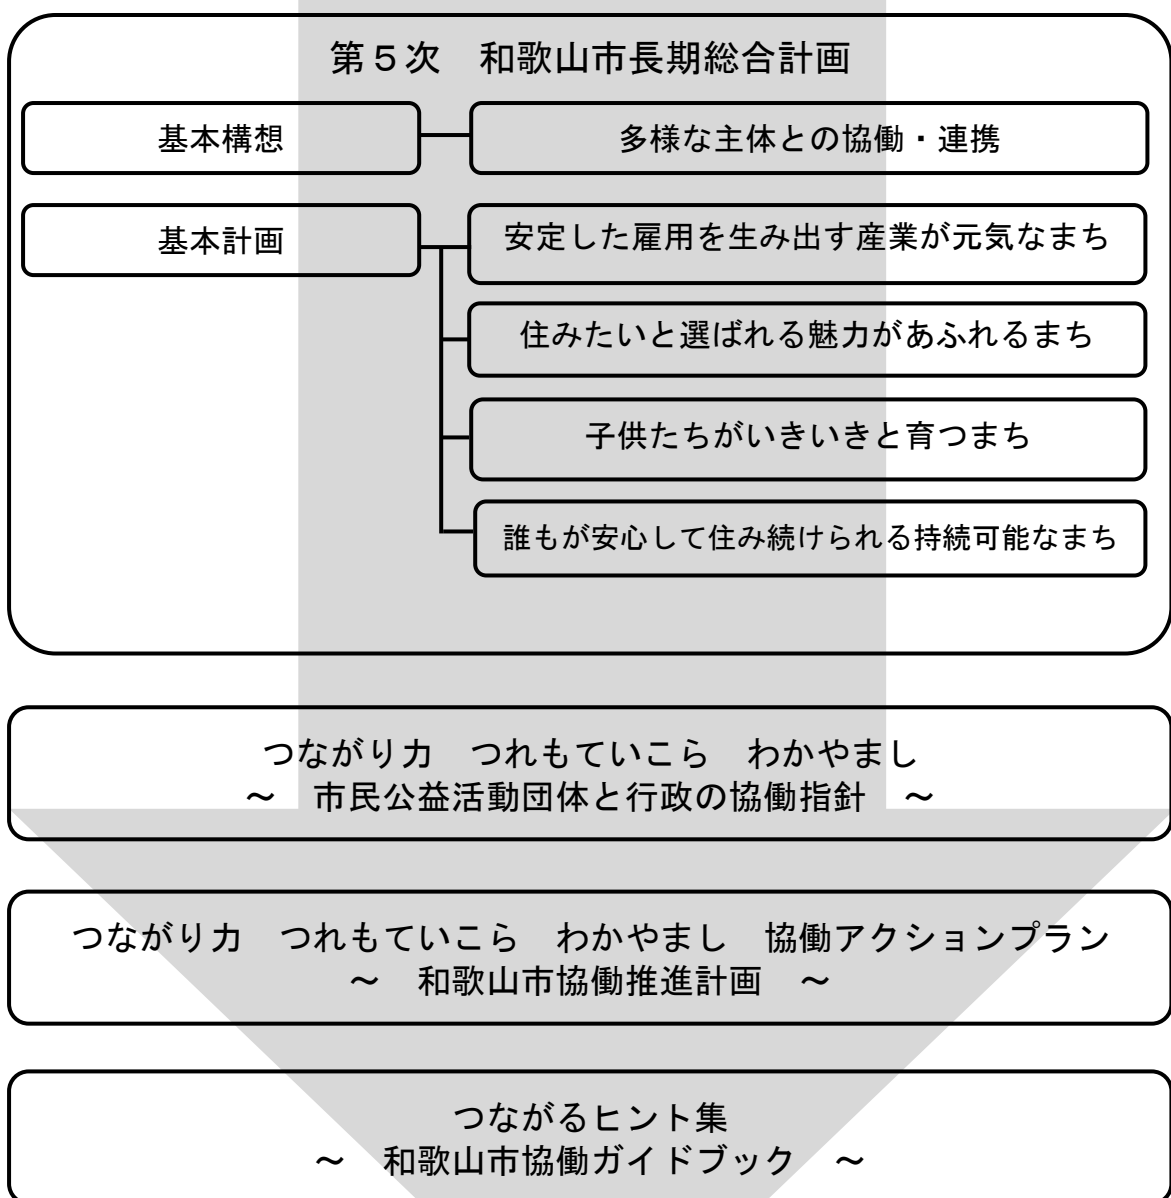 第５次　和歌山市長期総合計画
基本構想
多様な主体との協働・連携
基本計画
安定した雇用を生み出す産業が元気なまち
住みたいと選ばれる魅力があふれるまち
子供たちがいきいきと育つまち
誰もが安心して住み続けられる持続可能なまち
つながり力　つれもていこら　わかやまし
～　市民公益活動団体と行政の協働指針　～
つながり力　つれもていこら　わかやまし　協働アクションプラン
～　和歌山市協働推進計画　～
つながるヒント集
～　和歌山市協働ガイドブック　～